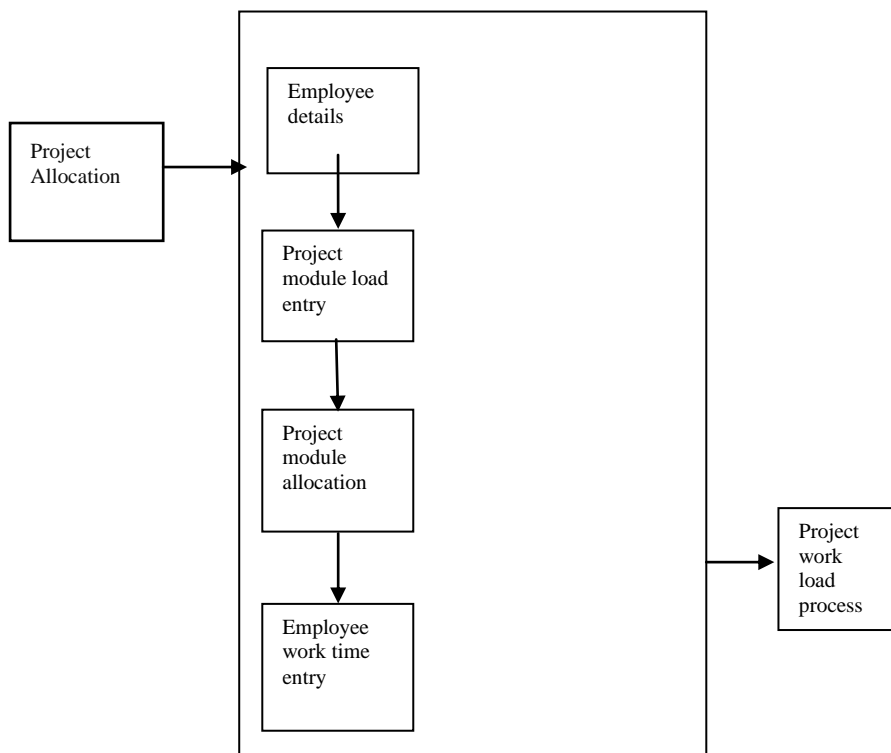 Project
Allocation
Employee
details
Project
module load
entry
Project
module
allocation
Employee
work time
entry
Project
work
load
process